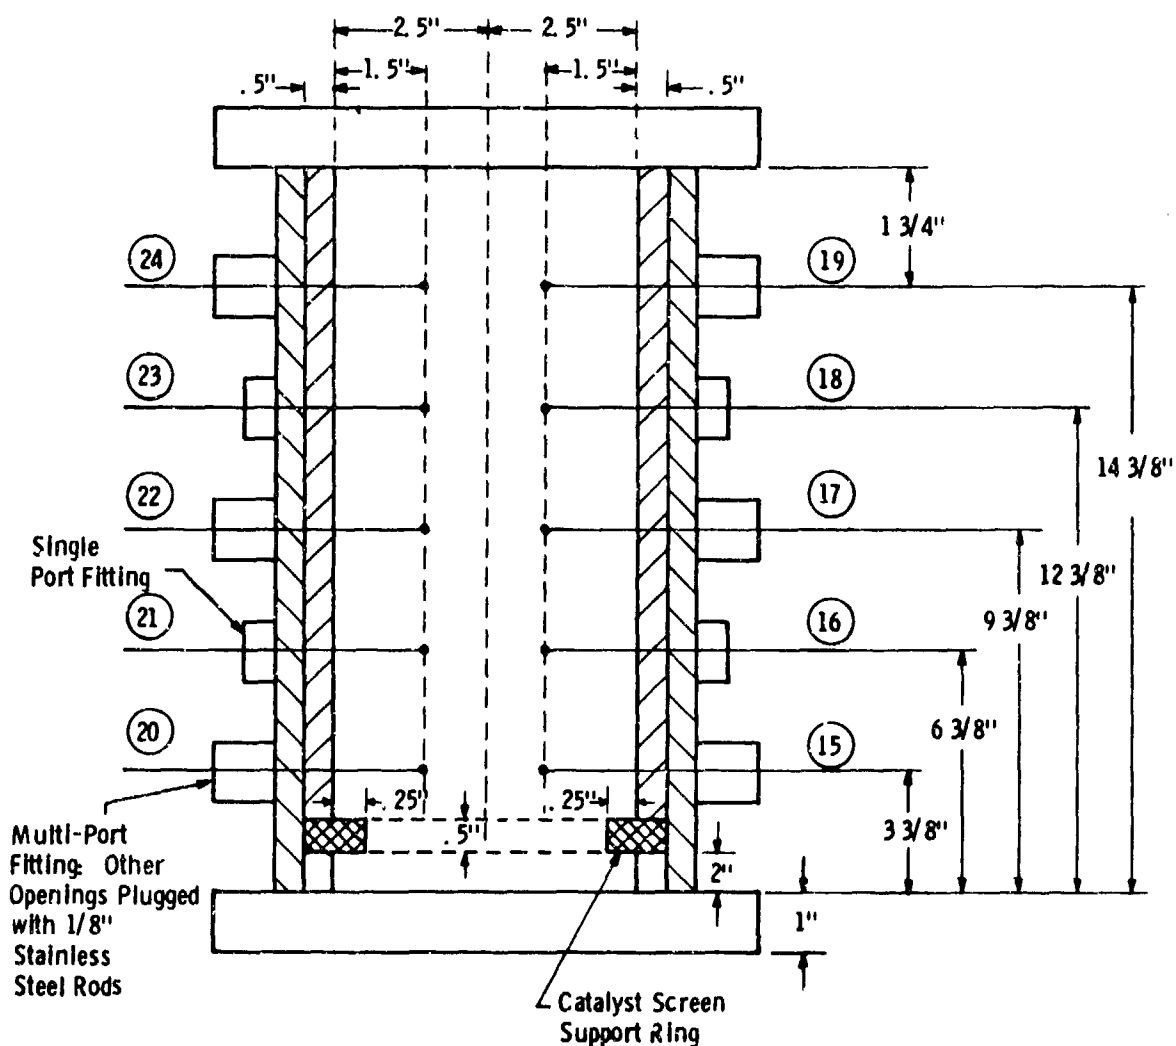 2.5" 2.5"
.5" 1.5" 1.5" .5"
1 3/4"
24 19
23 18
14 3/8"
22 17
Single
Port Fitting
12 3/8"
21 16
9 3/8"
6 3/8"
20 15
.25" .25"
.5"
3 3/8"
2"
1"
Multi-Port
Fitting: Other
Openings Plugged
with 1/8"
Stainless
Steel Rods
Catalyst Screen
Support Ring